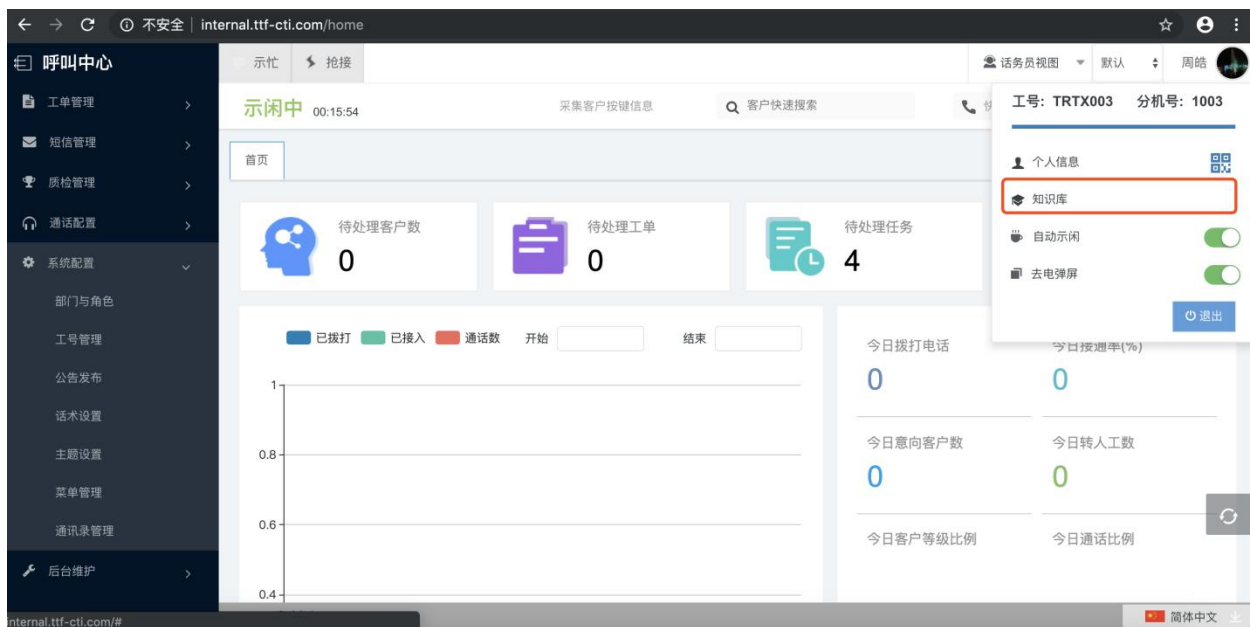 不安全 | internal.ttf-cti.com/home
呼叫中心
示忙 抢接 话务员视图 默认 周皓
工单管理
短信管理
质检管理
通话配置
系统配置
部门与角色
工号管理
公告发布
话术设置
主题设置
菜单管理
通讯录管理
后台维护
示闲中 00:15:54 采集客户按键信息 客户快速搜索
首页
待处理客户数
0
待处理工单
0
待处理任务
4
工号: TRTX003 分机号: 1003
个人信息
知识库
自动示闲
去电弹屏
退出
已拨打 已接入 通话数 开始 结束
1
0.8
0.6
0.4
今日拨打电话 今日接通率(%)
0 0
今日意向客户数 今日转人工数
0 0
今日客户等级比例 今日通话比例
internal.ttf-cti.com/#
简体中文